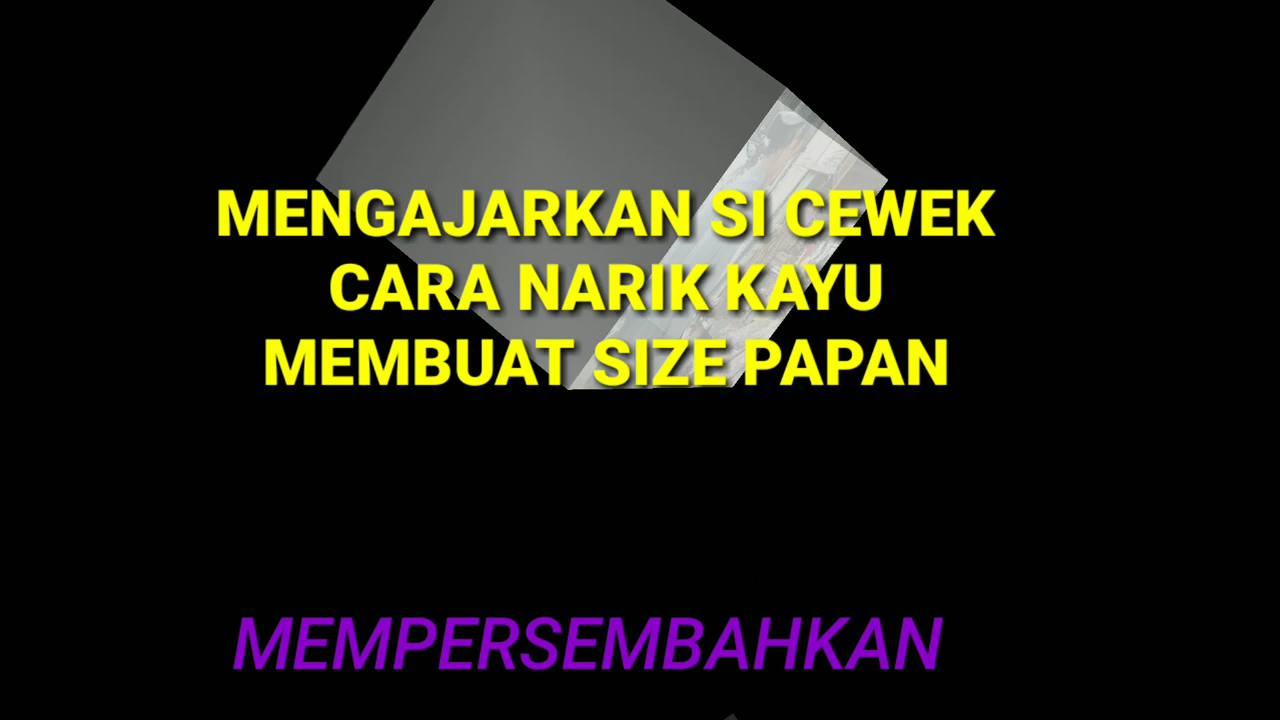 MENGAJARKAN SI CEWEK
CARA NARIK KAYU
MEMBUAT SIZE PAPAN
MEMPERSEMBAHKAN